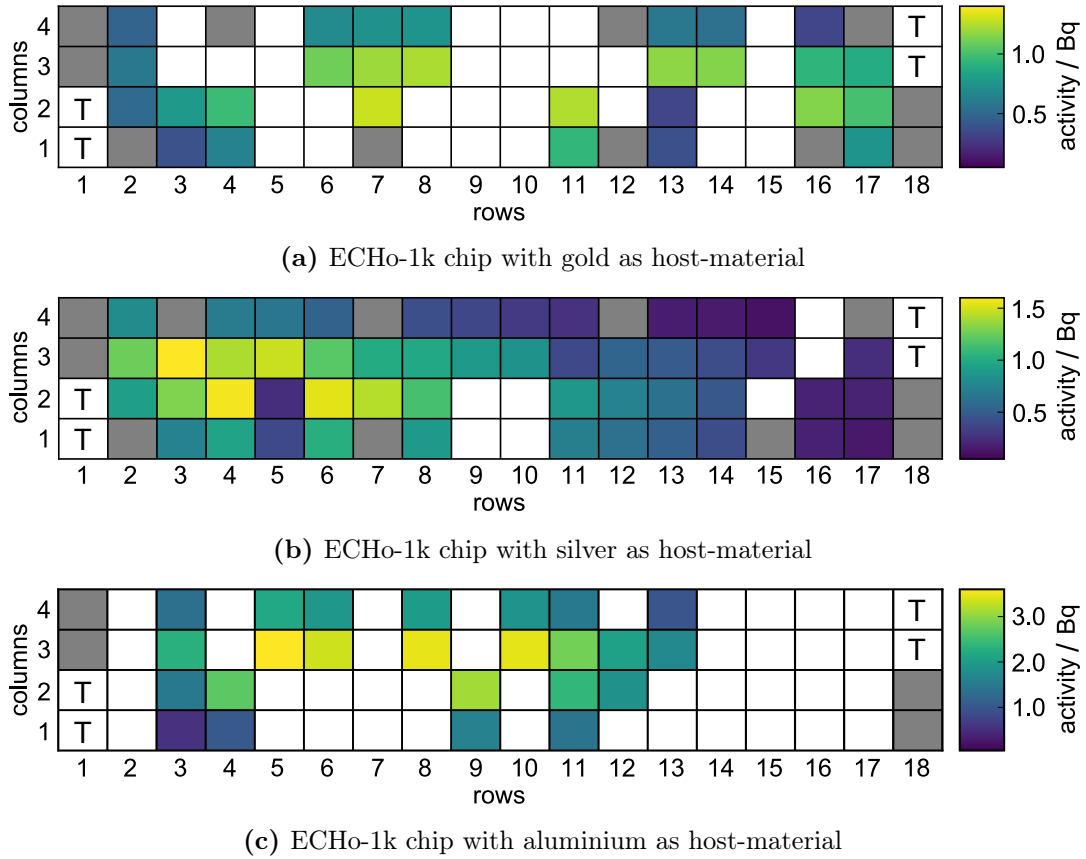 4 T
3 T
2 T
1 T
columns
1 2 3 4 5 6 7 8 9 10 11 12 13 14 15 16 17 18
rows
1.0
0.5
activity / Bq
(a) ECHo-1k chip with gold as host-material
4 T
3 T
2 T
1 T
columns
1 2 3 4 5 6 7 8 9 10 11 12 13 14 15 16 17 18
rows
1.5
1.0
0.5
activity / Bq
(b) ECHo-1k chip with silver as host-material
4 T
3 T
2 T
1 T
columns
1 2 3 4 5 6 7 8 9 10 11 12 13 14 15 16 17 18
rows
3.0
2.0
1.0
activity / Bq
(c) ECHo-1k chip with aluminium as host-material